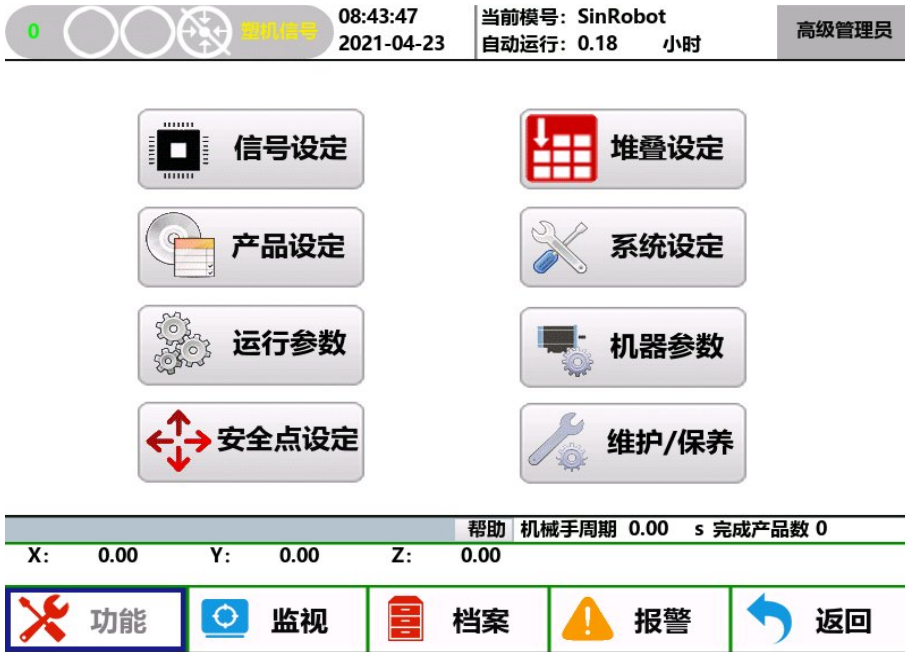 0 塑机信号 08:43:47 当前模号: SinRobot 高级管理员
2021-04-23 自动运行: 0.18 小时
信号设定 堆叠设定
产品设定 系统设定
运行参数 机器参数
安全点设定 维护/保养
帮助 机械手周期 0.00 s 完成产品数 0
X: 0.00 Y: 0.00 Z: 0.00
功能 监视 档案 报警 返回